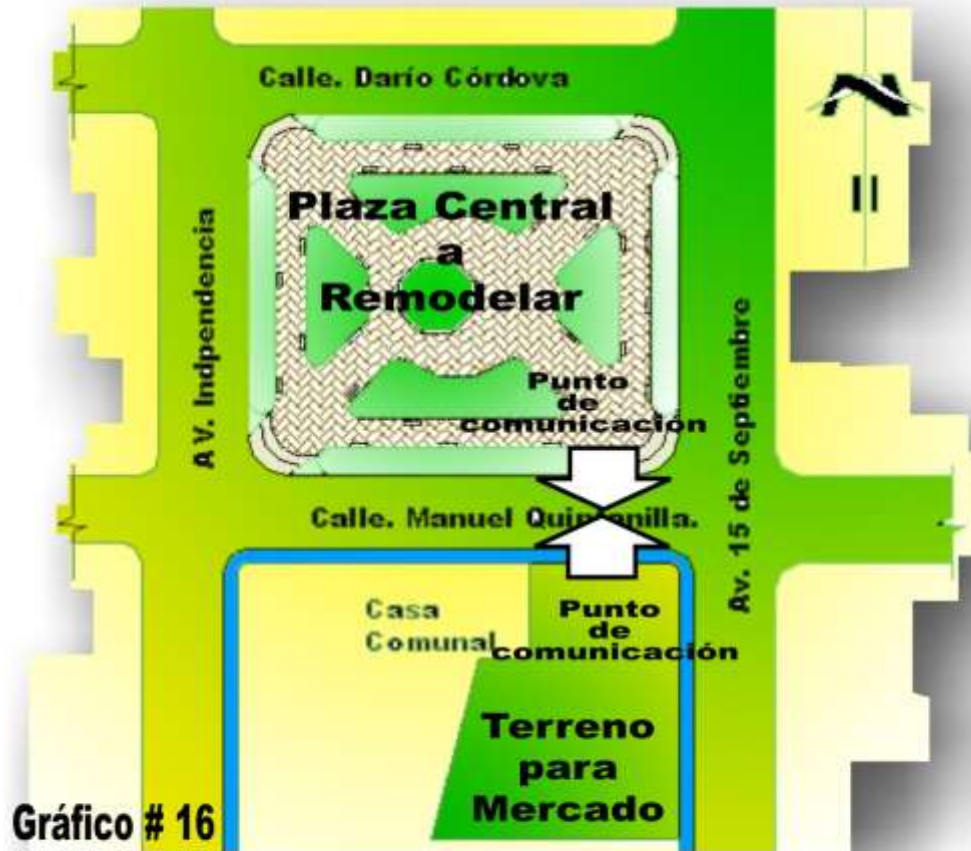 Calle. Darío Córdova
Plaza Central
a
Remodelar
AV. Indpendencia
Punto
de
comunicación
Av. 15 de Septiembre
Calle. Manuel Quintanilla.
Casa
Comunal
Punto
de
comunicación
Terreno
para
Mercado
Gráfico # 16
N